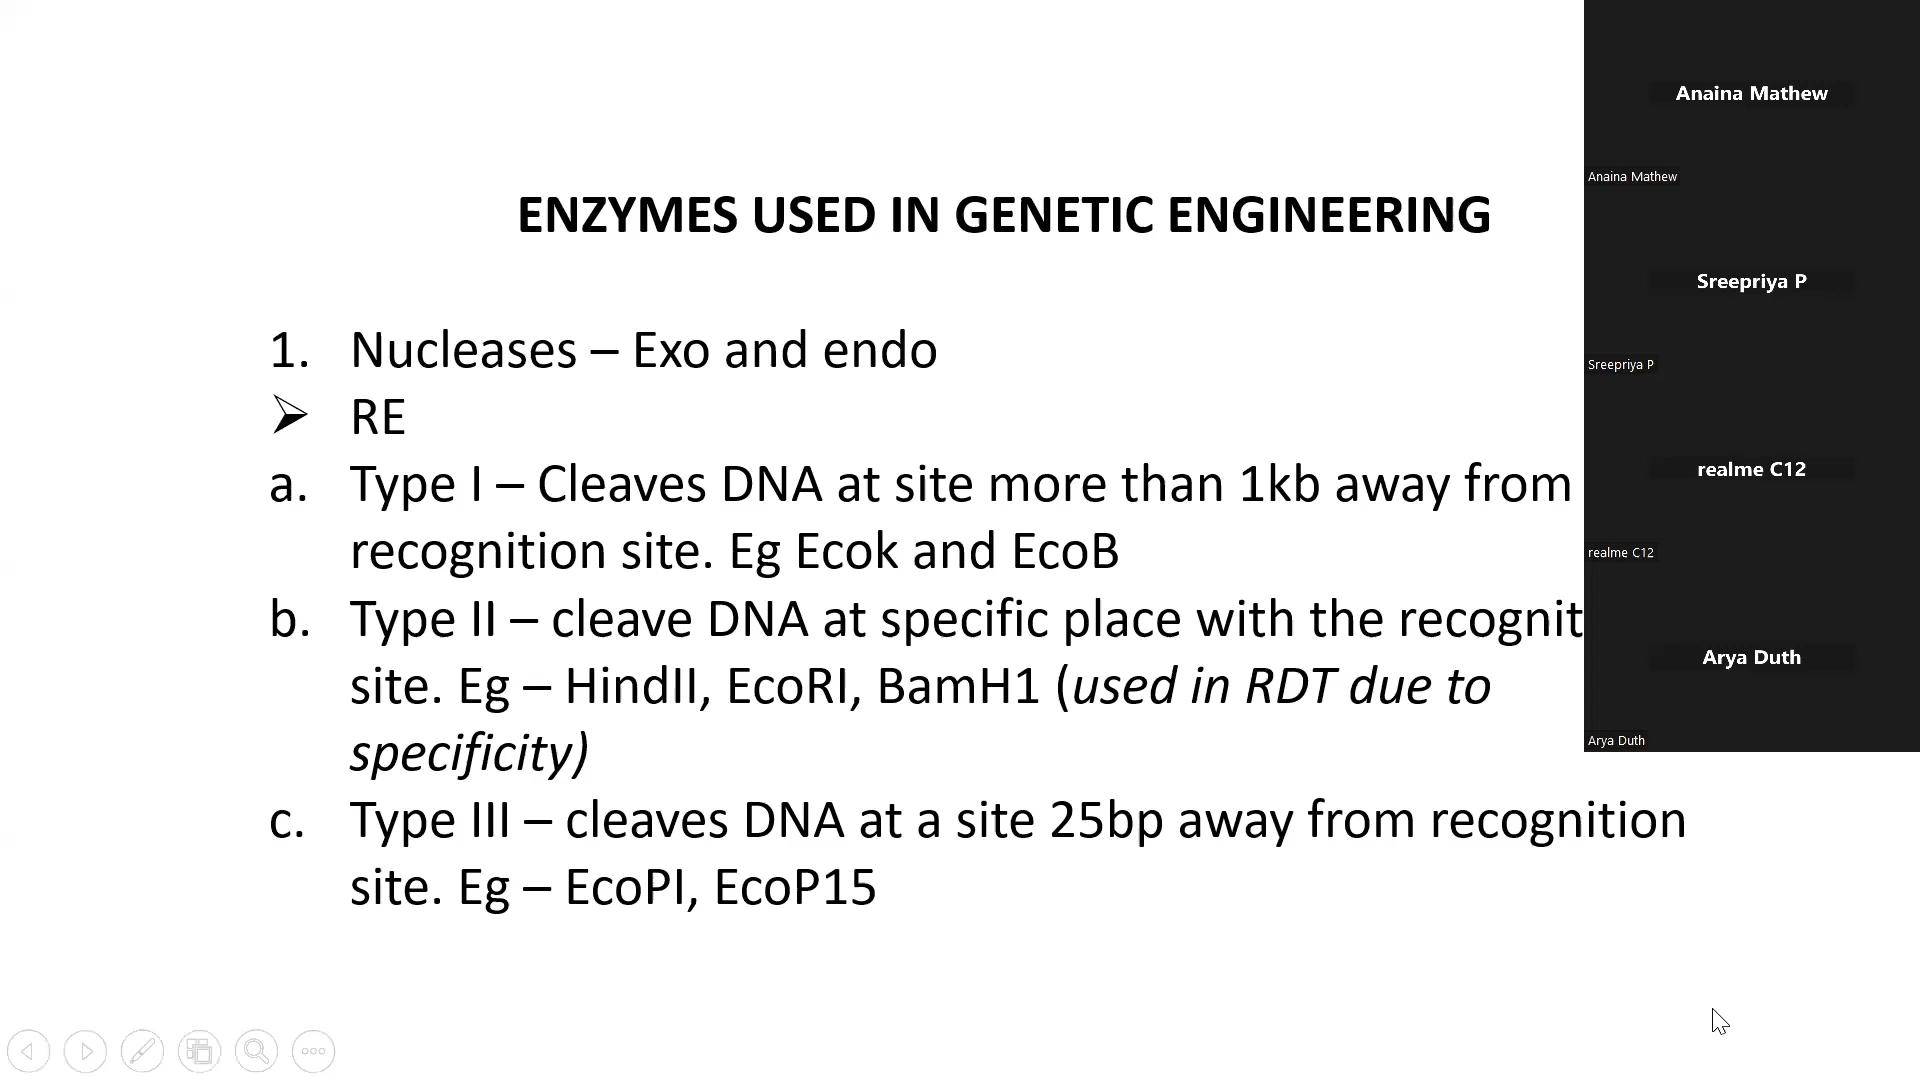 ENZYMES USED IN GENETIC ENGINEERING
1. Nucleases – Exo and endo
➢ RE
a. Type I – Cleaves DNA at site more than 1kb away from
recognition site. Eg Ecok and EcoB
b. Type II – cleave DNA at specific place with the recognit
site. Eg – HindII, EcoRI, BamH1 (used in RDT due to
specificity)
c. Type III – cleaves DNA at a site 25bp away from recognition
site. Eg – EcoPI, EcoP15
Anaina Mathew
Anaina Mathew
Sreepriya P
Sreepriya P
realme C12
realme C12
Arya Duth
Arya Duth